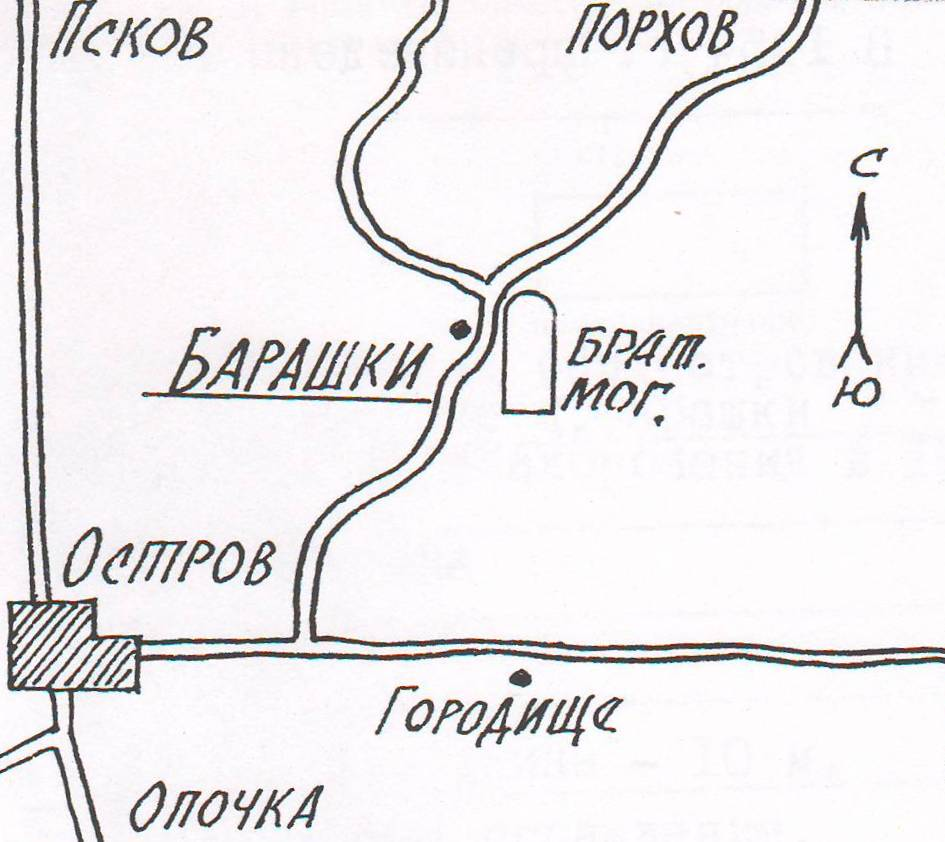 Псков
Порхов
С
Барашки
Брат.
мог.
Ю
Остров
Городище
Опочка